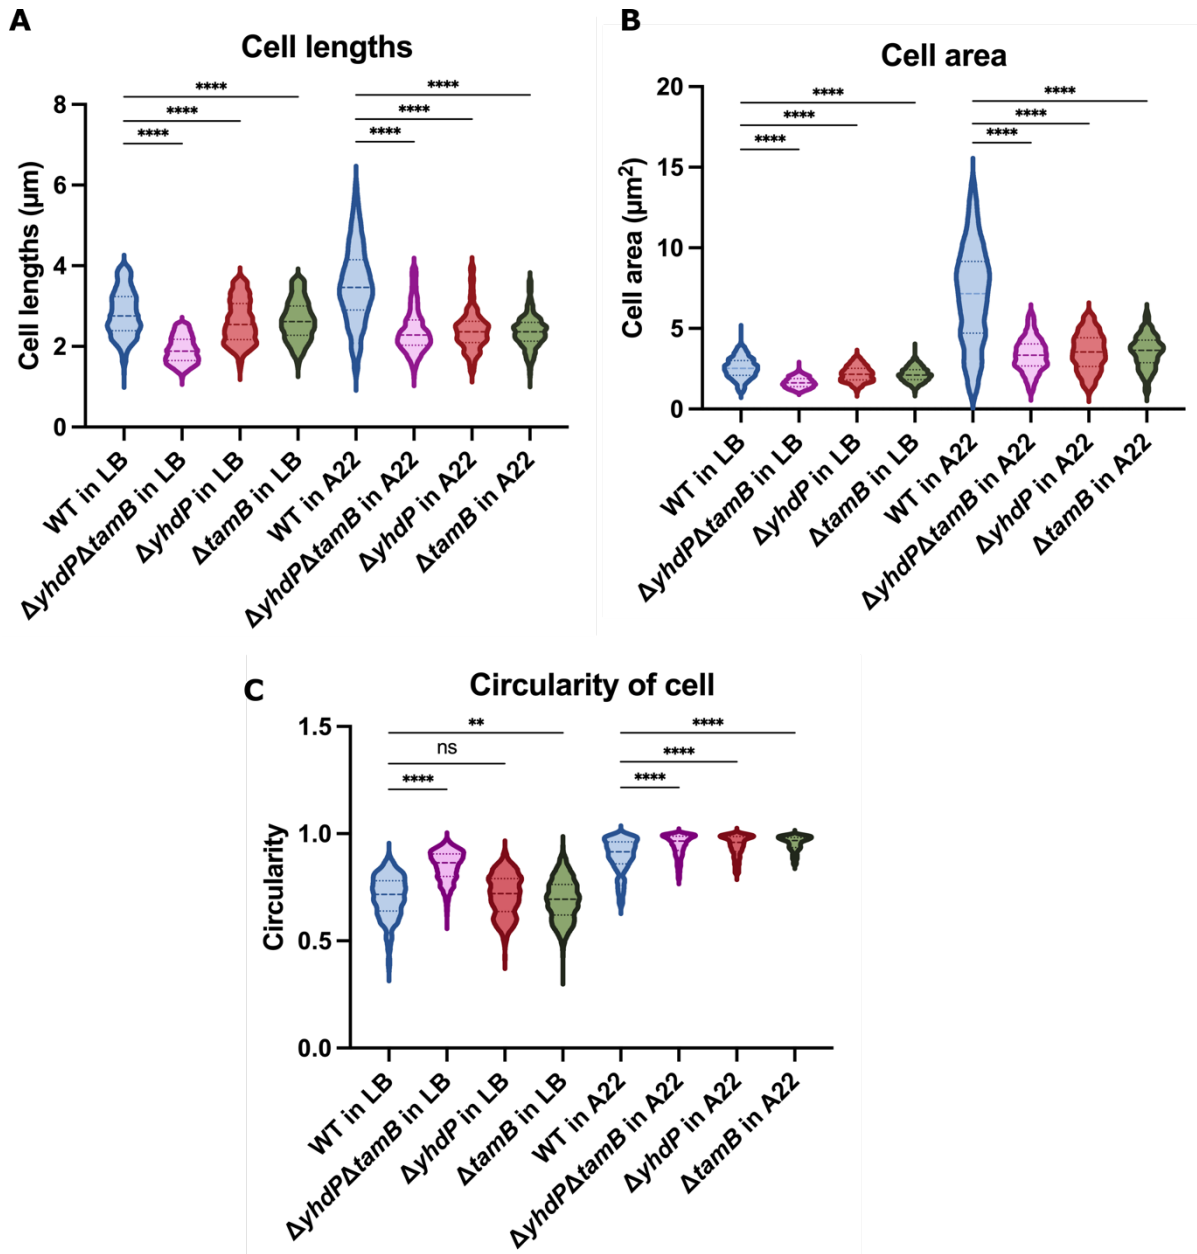 A
Cell lengths
Cell lengths (μm)
8
6
4
2
0
****
****
****
****
****
****
WT in LB
ΔyhdPΔtamB in LB
ΔyhdP in LB
ΔtamB in LB
WT in A22
ΔyhdPΔtamB in A22
ΔyhdP in A22
ΔtamB in A22
B
Cell area
Cell area (μm²)
20
15
10
5
0
****
****
****
****
****
****
WT in LB
ΔyhdPΔtamB in LB
ΔyhdP in LB
ΔtamB in LB
WT in A22
ΔyhdPΔtamB in A22
ΔyhdP in A22
ΔtamB in A22
C
Circularity of cell
Circularity
1.5
1.0
0.5
0.0
**
ns
****
****
****
****
WT in LB
ΔyhdPΔtamB in LB
ΔyhdP in LB
ΔtamB in LB
WT in A22
ΔyhdPΔtamB in A22
ΔyhdP in A22
ΔtamB in A22